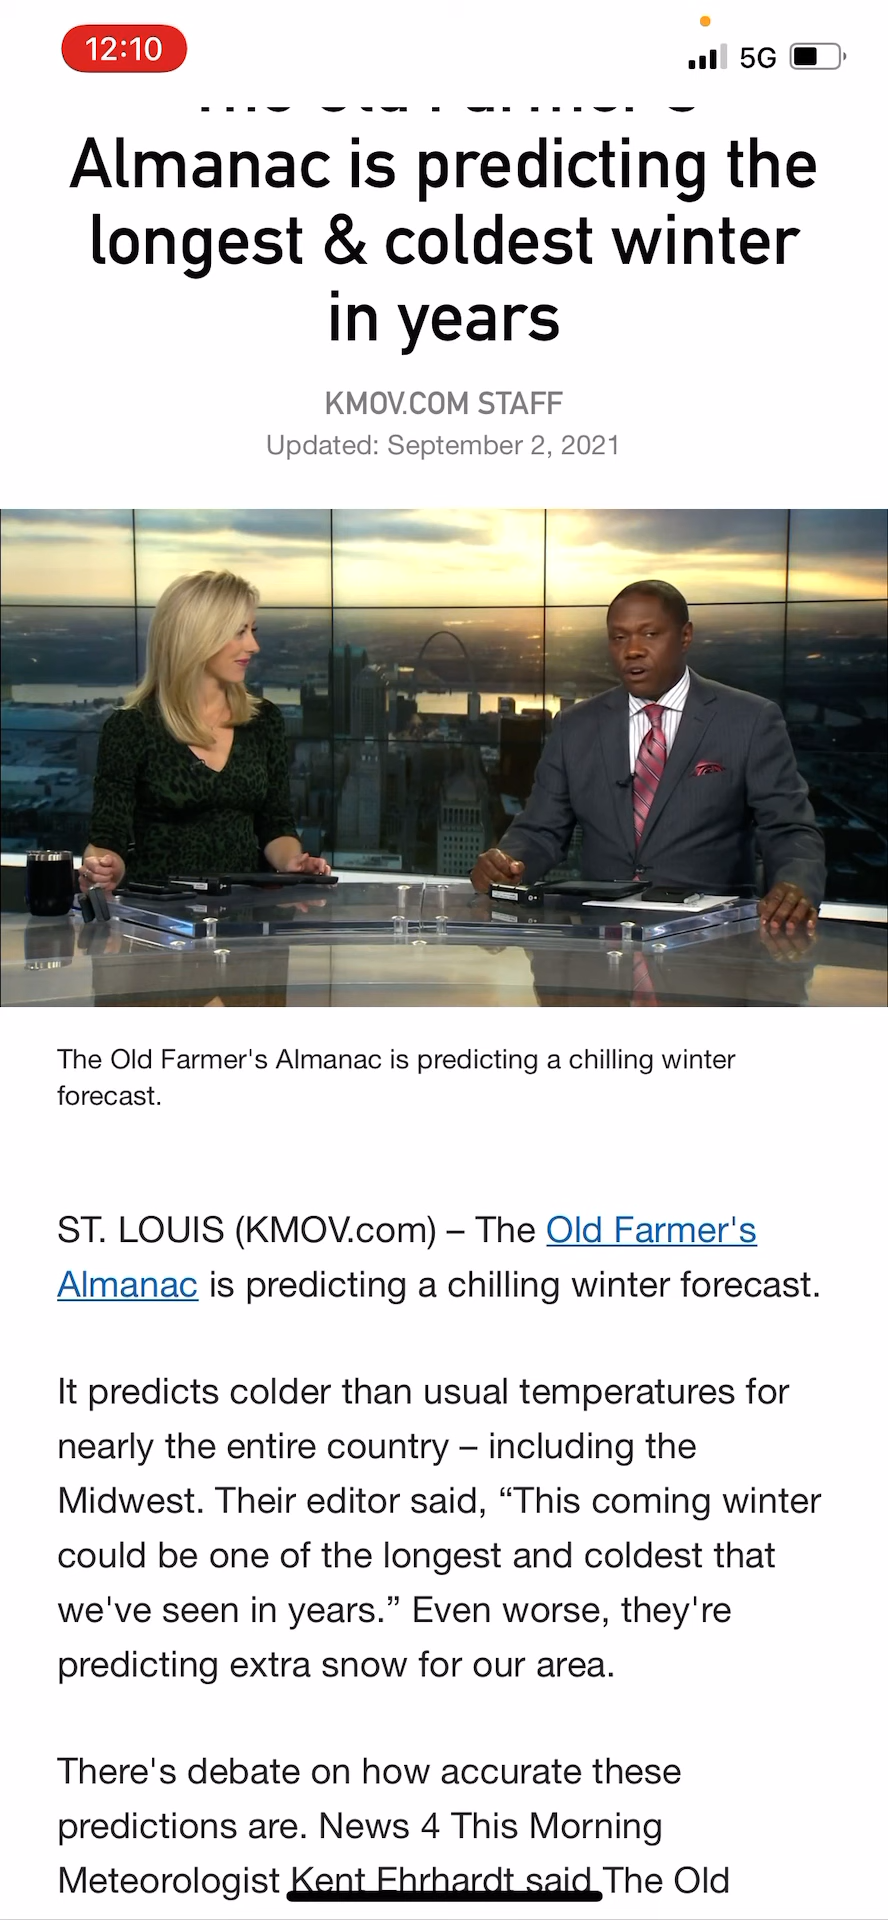 12:10
5G
The Old Farmer's
Almanac is predicting the
longest & coldest winter
in years
KMOV.COM STAFF
Updated: September 2, 2021
The Old Farmer's Almanac is predicting a chilling winter
forecast.
ST. LOUIS (KMOV.com) – The Old Farmer's
Almanac is predicting a chilling winter forecast.
It predicts colder than usual temperatures for
nearly the entire country – including the
Midwest. Their editor said, “This coming winter
could be one of the longest and coldest that
we've seen in years.” Even worse, they're
predicting extra snow for our area.
There's debate on how accurate these
predictions are. News 4 This Morning
Meteorologist Kent Ehrhardt said The Old